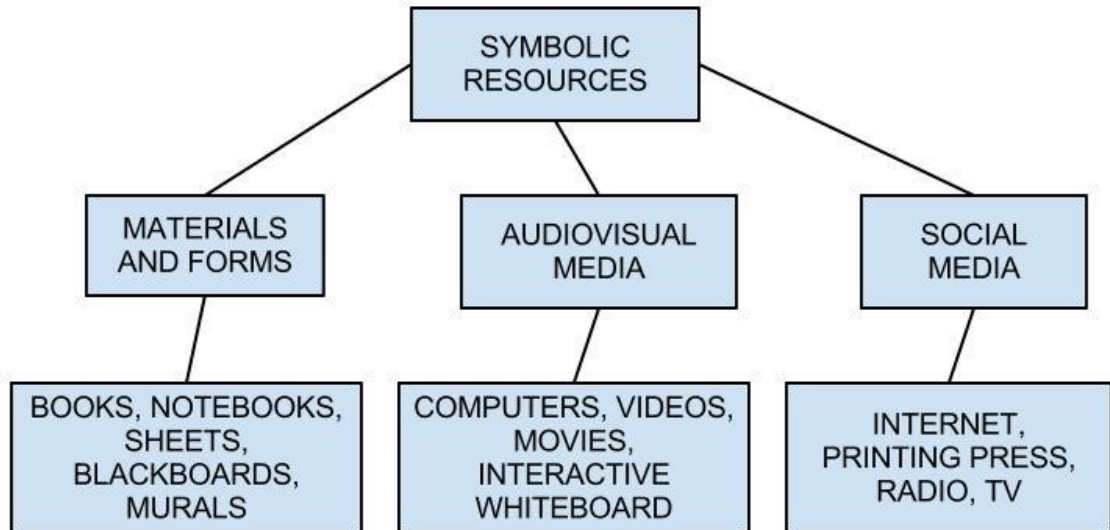 SYMBOLIC
RESOURCES
MATERIALS
AND FORMS
AUDIOVISUAL
MEDIA
SOCIAL
MEDIA
BOOKS, NOTEBOOKS,
SHEETS,
BLACKBOARDS,
MURALS
COMPUTERS, VIDEOS,
MOVIES,
INTERACTIVE
WHITEBOARD
INTERNET,
PRINTING PRESS,
RADIO, TV